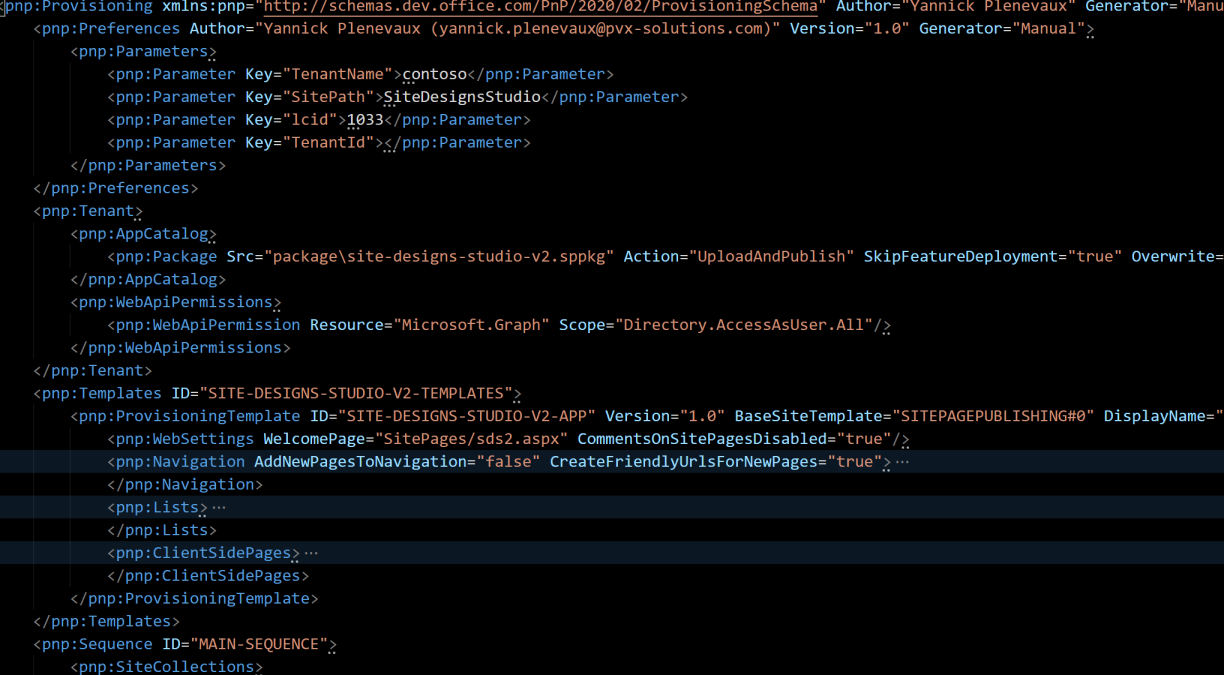 <pnp:Provisioning xmlns:pnp="http://schemas.dev.office.com/PnP/2020/02/ProvisioningSchema" Author="Yannick Plenevaux" Generator="Manu
<pnp:Preferences Author="Yannick Plenevaux (yannick.plenevaux@pvx-solutions.com)" Version="1.0" Generator="Manual">
<pnp:Parameters>
<pnp:Parameter Key="TenantName">contoso</pnp:Parameter>
<pnp:Parameter Key="SitePath">SiteDesignsStudio</pnp:Parameter>
<pnp:Parameter Key="lcid">1033</pnp:Parameter>
<pnp:Parameter Key="TenantId"></pnp:Parameter>
</pnp:Parameters>
</pnp:Preferences>
<pnp:Tenant>
<pnp:AppCatalog>
<pnp:Package Src="package\site-designs-studio-v2.sppkg" Action="UploadAndPublish" SkipFeatureDeployment="true" Overwrite=
</pnp:AppCatalog>
<pnp:WebApiPermissions>
<pnp:WebApiPermission Resource="Microsoft.Graph" Scope="Directory.AccessAsUser.All"/>
</pnp:WebApiPermissions>
</pnp:Tenant>
<pnp:Templates ID="SITE-DESIGNS-STUDIO-V2-TEMPLATES">
<pnp:ProvisioningTemplate ID="SITE-DESIGNS-STUDIO-V2-APP" Version="1.0" BaseSiteTemplate="SITEPAGEPUBLISHING#0" DisplayName="
<pnp:WebSettings WelcomePage="SitePages/sds2.aspx" CommentsOnSitePagesDisabled="true"/>
<pnp:Navigation AddNewPagesToNavigation="false" CreateFriendlyUrlsForNewPages="true">···
</pnp:Navigation>
<pnp:Lists>···
</pnp:Lists>
<pnp:ClientSidePages>···
</pnp:ClientSidePages>
</pnp:ProvisioningTemplate>
</pnp:Templates>
<pnp:Sequence ID="MAIN-SEQUENCE">
<pnp:SiteCollections>